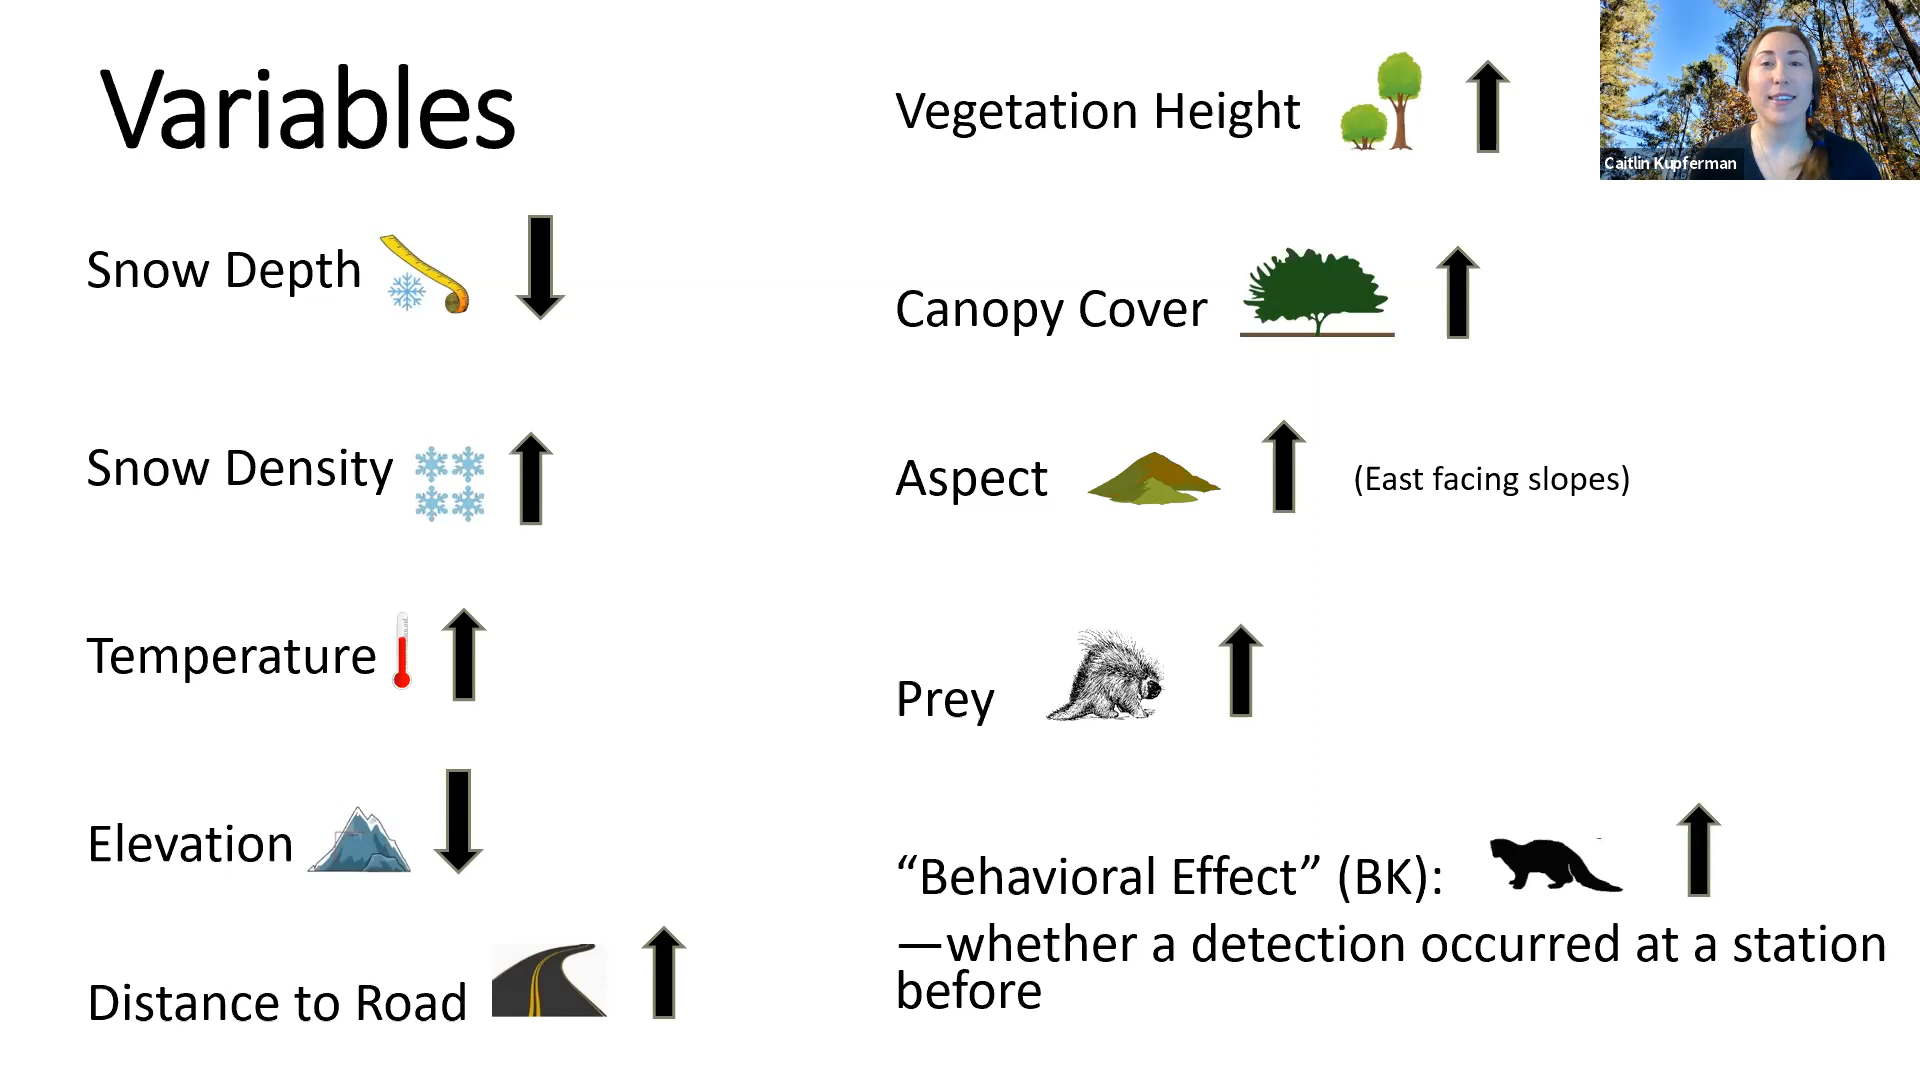 Variables
Snow Depth
Snow Density
Temperature
Elevation
Distance to Road
Vegetation Height
Canopy Cover
Aspect
(East facing slopes)
Prey
“Behavioral Effect” (BK):
—whether a detection occurred at a station
before
Caitlin Kupferman